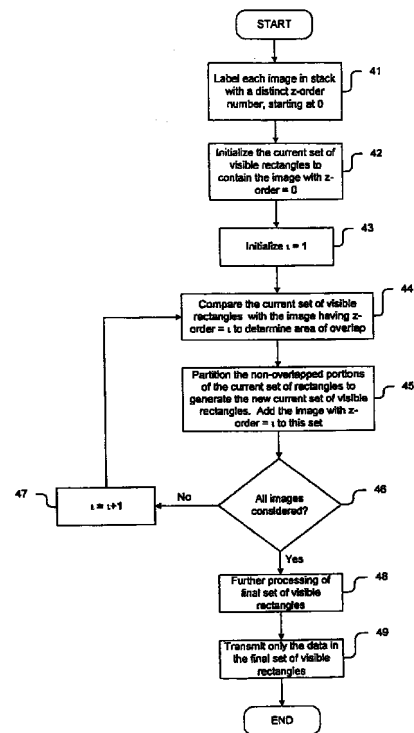 START
Label each image in stack
with a distinct z-order
number, starting at 0
41
Initialize the current set of
visible rectangles to
contain the image with z-
order = 0
42
Initialize ι = 1
43
Compare the current set of visible
rectangles with the image having z-
order = ι to determine area of overlap
44
Partition the non-overlapped portions
of the current set of rectangles to
generate the new current set of visible
rectangles. Add the image with z-
order = ι to this set
45
All images
considered?
46
No
ι = ι+1
47
Yes
Further processing of
final set of visible
rectangles
48
Transmit only the data in
the final set of visible
rectangles
49
END